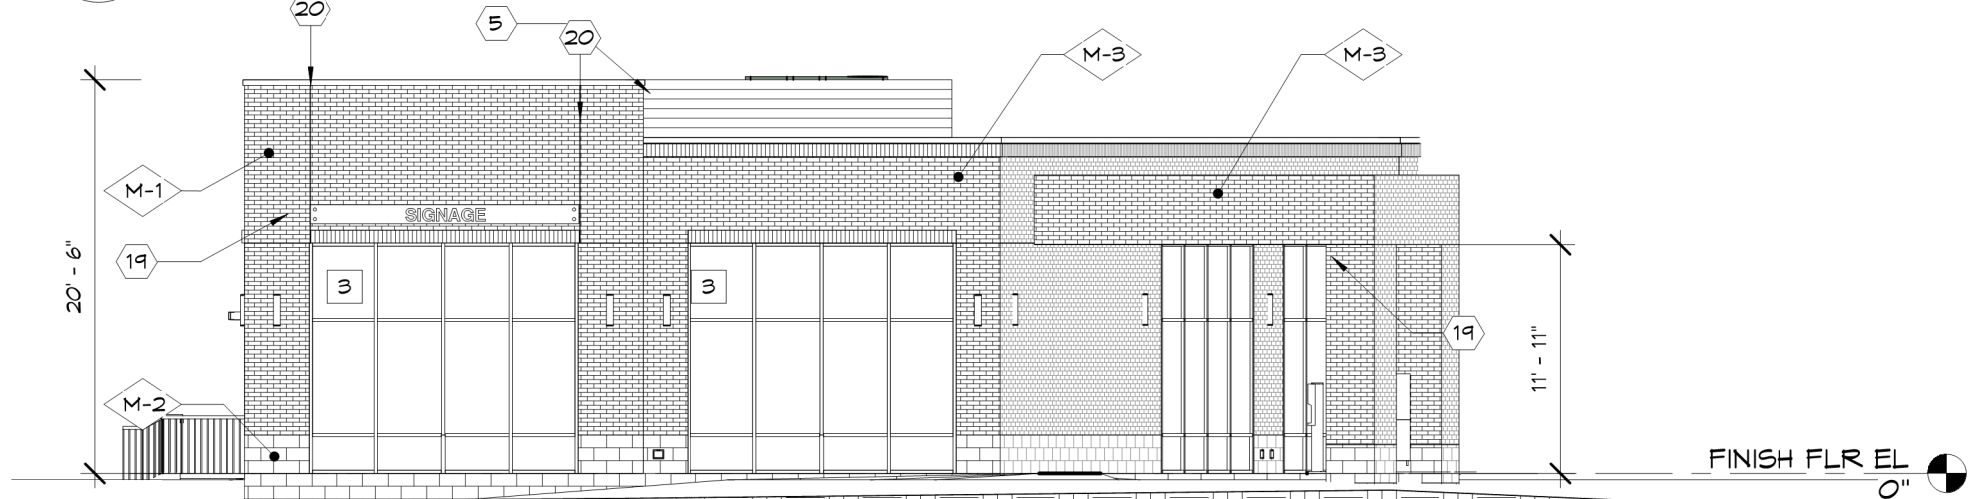 20
5
20
M-3
M-3
M-1
SIGNAGE
19
20' - 6"
3
3
19
11' - 11"
M-2
FINISH FLR EL
0"